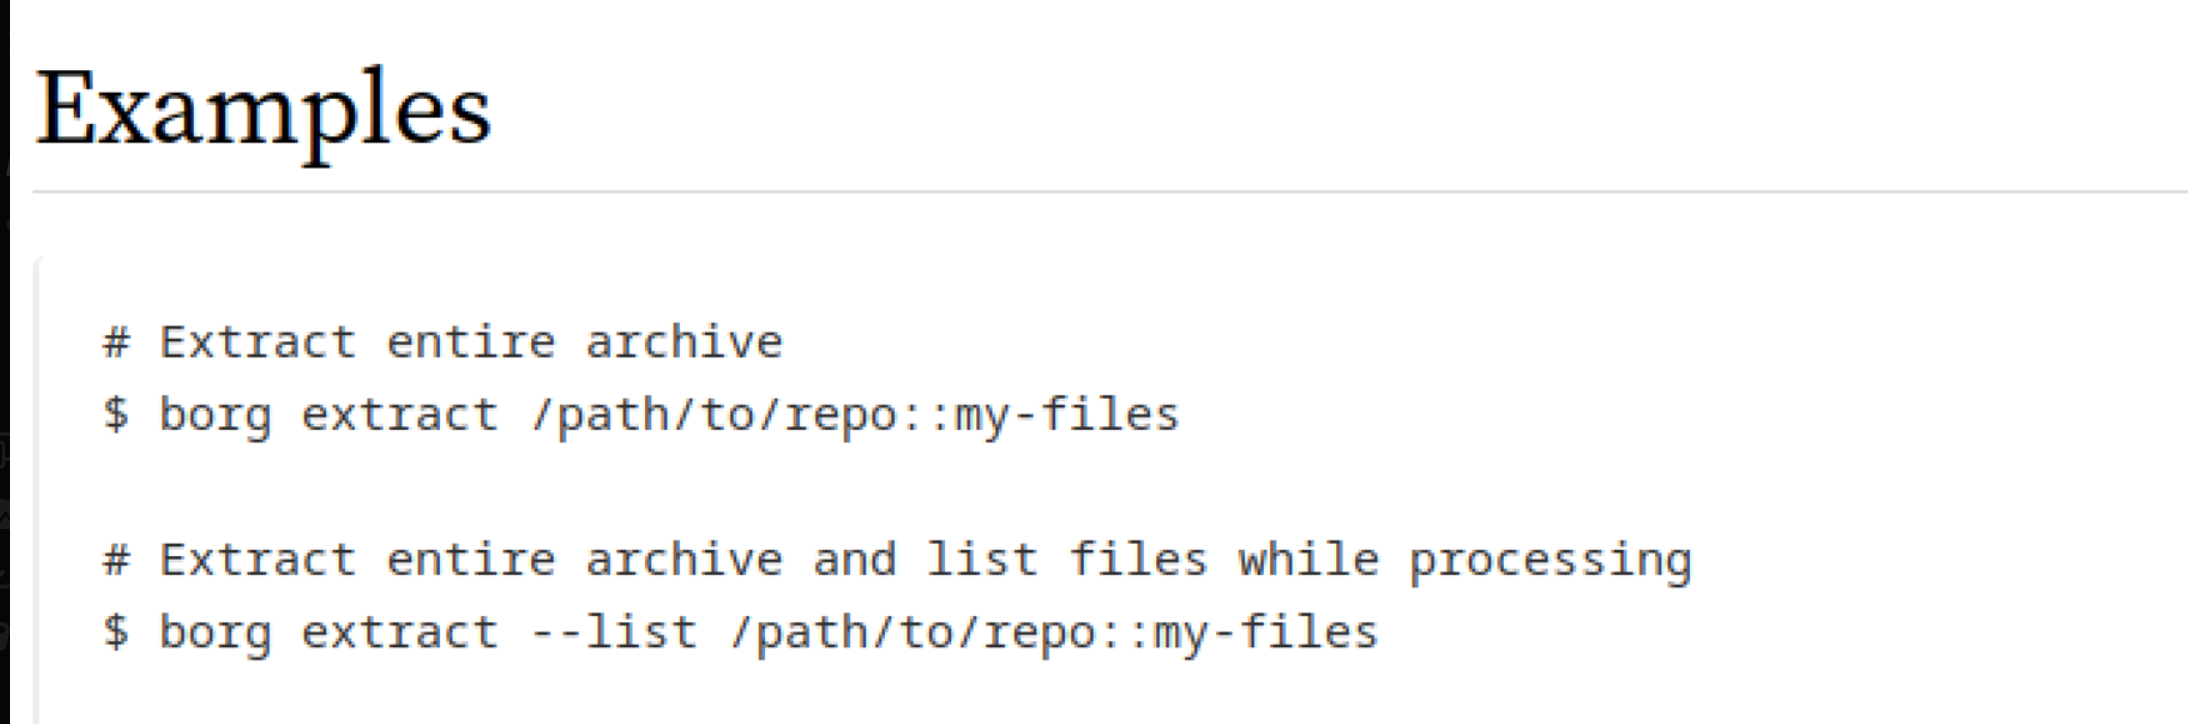 Examples
# Extract entire archive
$ borg extract /path/to/repo::my-files
# Extract entire archive and list files while processing
$ borg extract --list /path/to/repo::my-files